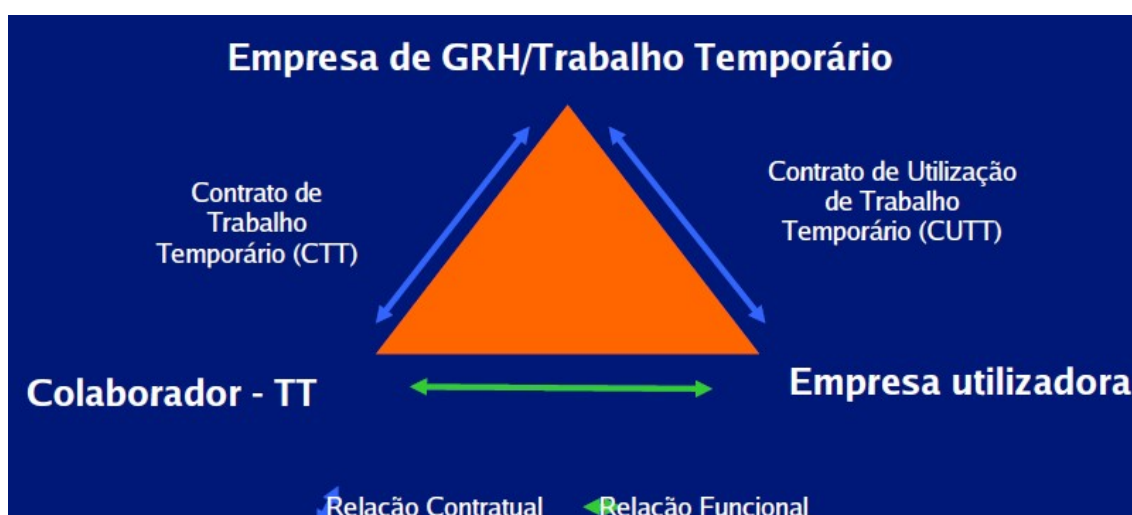 Empresa de GRH/Trabalho Temporário
Contrato de
Trabalho
Temporário (CTT)
Contrato de Utilização
de Trabalho
Temporário (CUTT)
Colaborador - TT
Empresa utilizadora
Relação Contratual
Relação Funcional